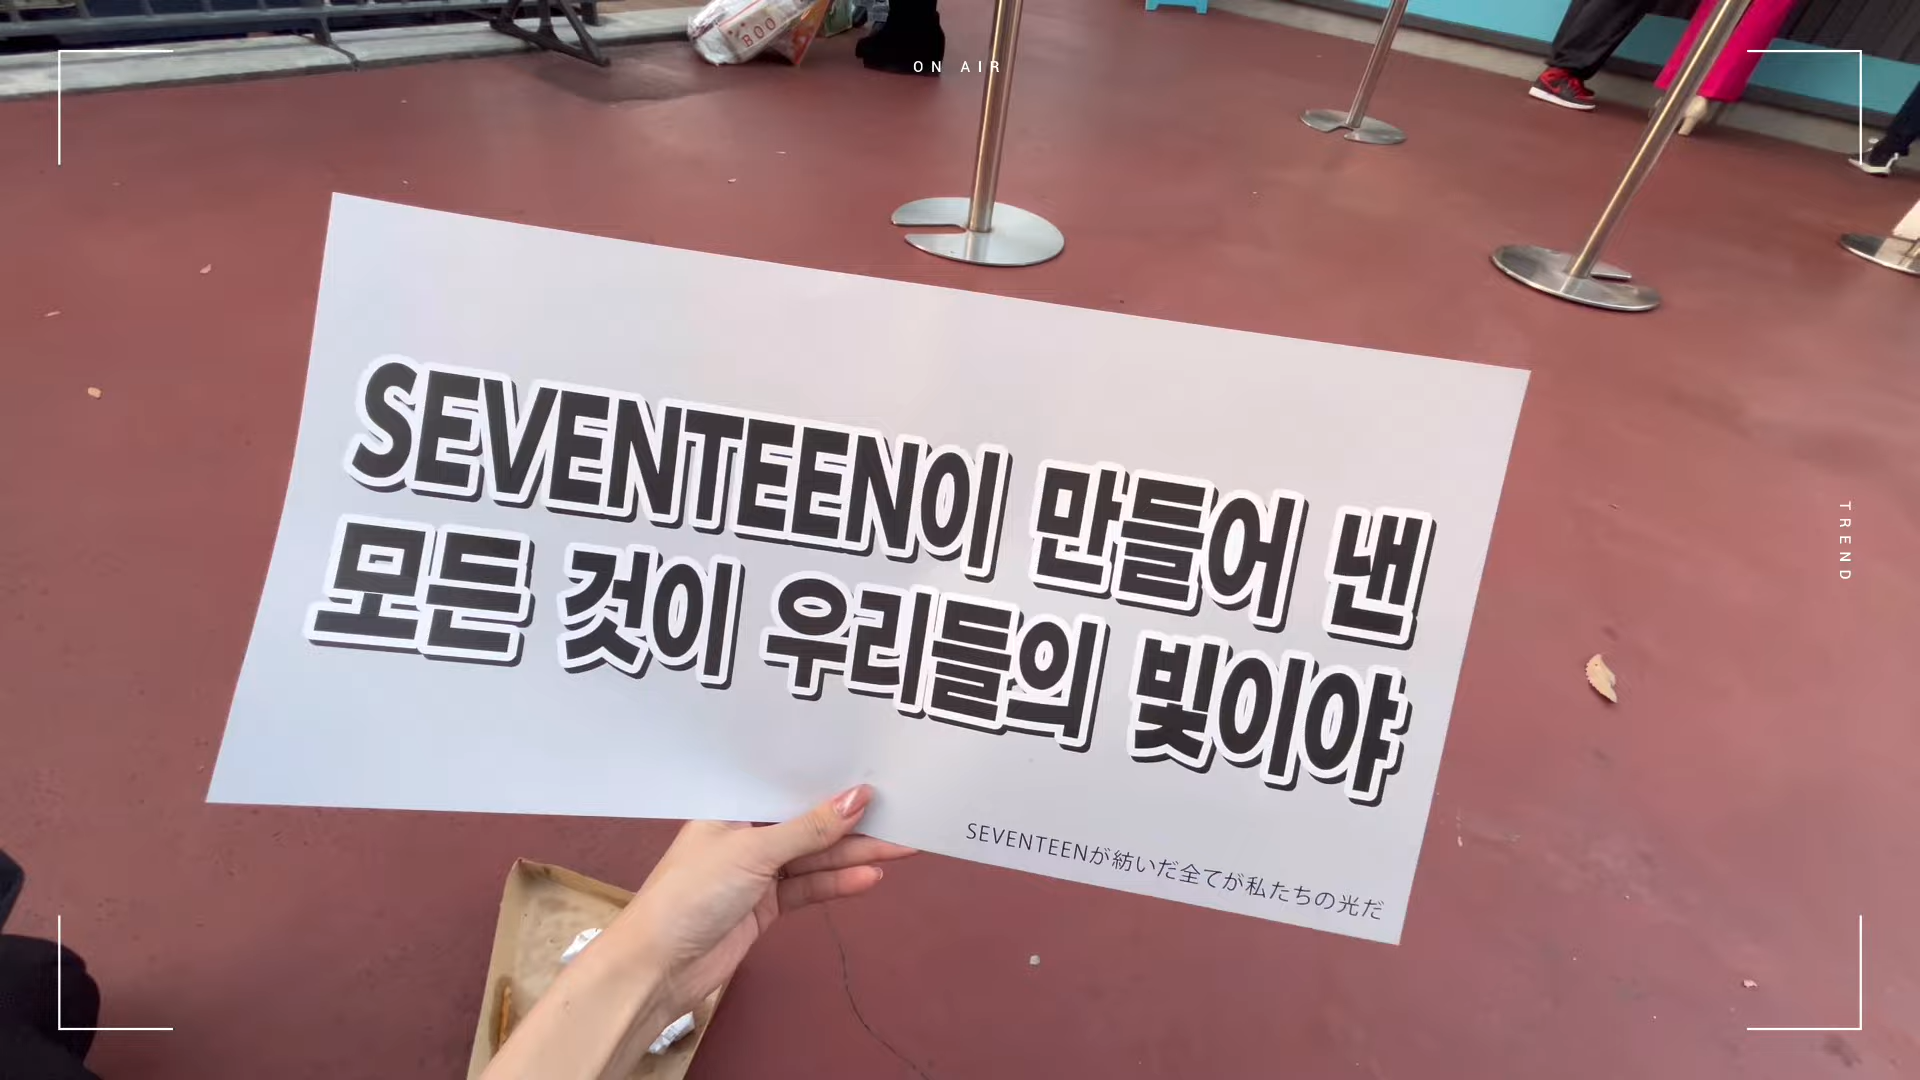 BOO
ON AIR
SEVENTEEN이 만들어 낸
모든 것이 우리들의 빛이야
SEVENTEENが紡いだ全てが私たちの光だ
TREND